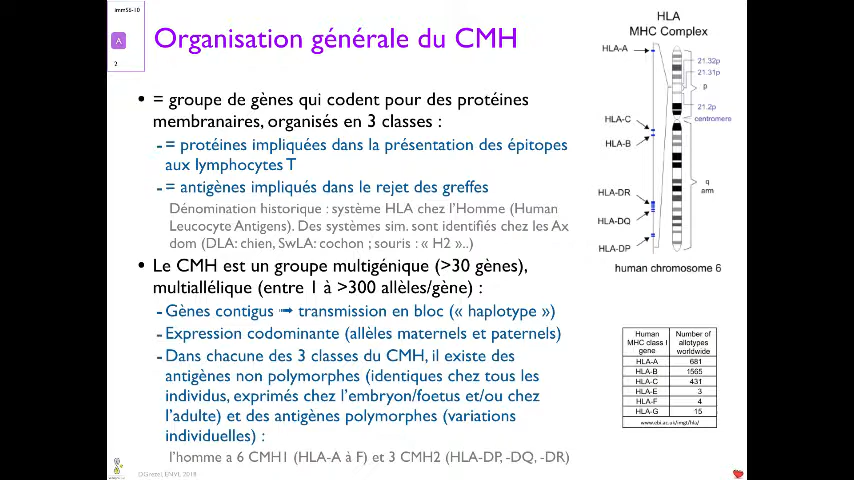 Imm56-10
A
2
Organisation générale du CMH
• = groupe de gènes qui codent pour des protéines
membranaires, organisés en 3 classes :
- = protéines impliquées dans la présentation des épitopes
aux lymphocytes T
- = antigènes impliqués dans le rejet des greffes
Dénomination historique : système HLA chez l'Homme (Human
Leucocyte Antigens). Des systèmes sim. sont identifiés chez les Ax
dom (DLA: chien, SwLA: cochon ; souris : « H2 »..)
• Le CMH est un groupe multigénique (>30 gènes),
multiallélique (entre 1 à >300 allèles/gène) :
- Gènes contigus ➟ transmission en bloc (« haplotype »)
- Expression codominante (allèles maternels et paternels)
- Dans chacune des 3 classes du CMH, il existe des
antigènes non polymorphes (identiques chez tous les
individus, exprimés chez l'embryon/foetus et/ou chez
l'adulte) et des antigènes polymorphes (variations
individuelles) :
l'homme a 6 CMH1 (HLA-A à F) et 3 CMH2 (HLA-DP, -DQ, -DR)
HLA
MHC Complex
HLA-A
21.32p
21.31p
p
21.2p
centromere
HLA-C
HLA-B
q
arm
HLA-DR
HLA-DQ
HLA-DP
human chromosome 6
Human MHC class I gene | Number of allotypes worldwide
HLA-A 681
HLA-B 1565
HLA-C 431
HLA-E 3
HLA-F 4
HLA-G 15
www.ebi.ac.uk/imgt/hla/